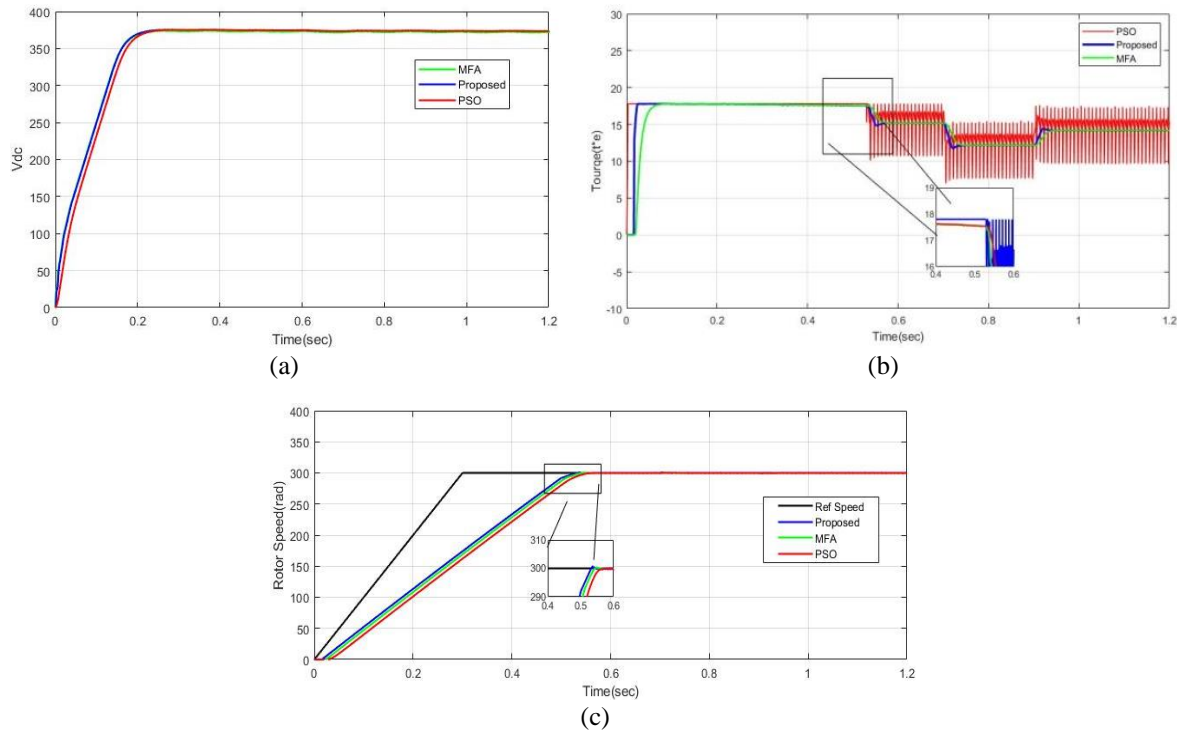 400
350
300
250
200
150
100
50
0
Vdc
MFA
Proposed
PSO
0 0.2 0.4 0.6 0.8 1 1.2
Time(sec)
(a)
30
25
20
15
10
5
0
-5
-10
Tourge(t*e)
PSO
Proposed
MFA
19
18
17
16
0.4 0.5 0.6
0 0.2 0.4 0.6 0.8 1 1.2
Time(sec)
(b)
400
350
300
250
200
150
100
50
0
Rotor Speed(rad)
Ref Speed
Proposed
MFA
PSO
310
300
290
0.4 0.5 0.6
0 0.2 0.4 0.6 0.8 1 1.2
Time(sec)
(c)